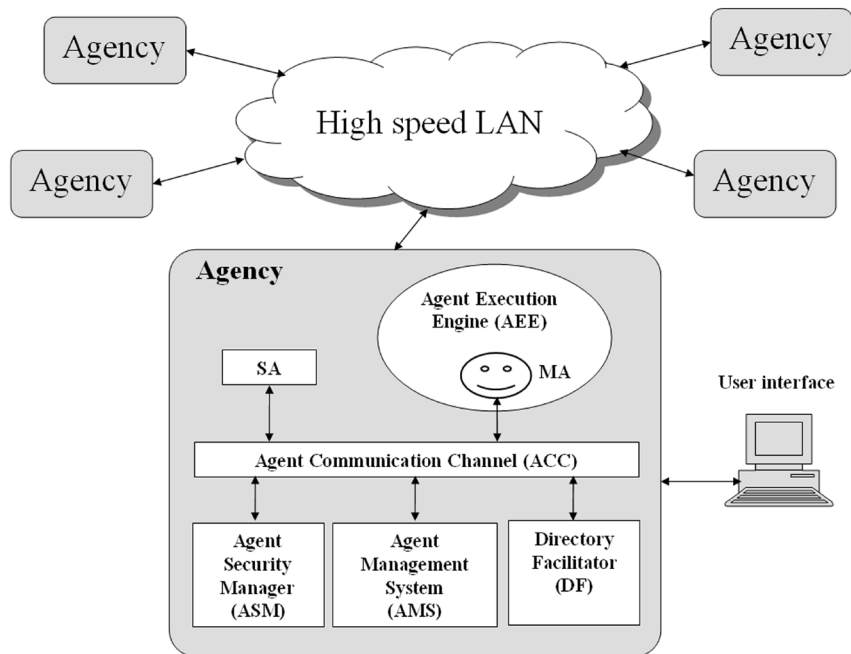 Agency
Agency
High speed LAN
Agency
Agency
Agency
Agent Execution
Engine (AEE)
SA
MA
User interface
Agent Communication Channel (ACC)
Agent
Security
Manager
(ASM)
Agent
Management
System
(AMS)
Directory
Facilitator
(DF)